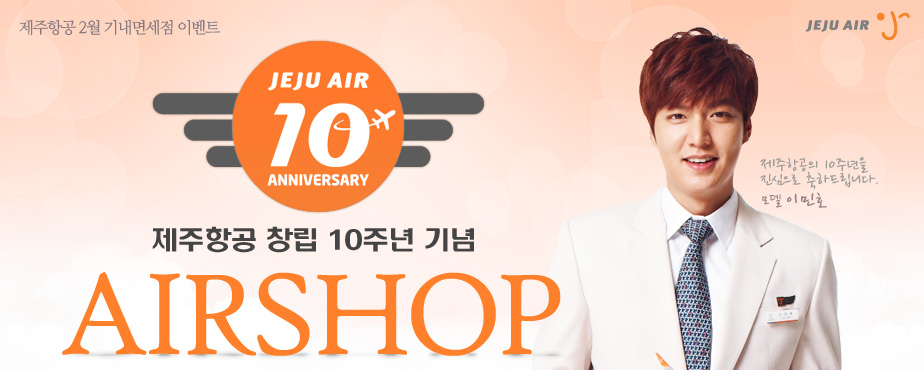 제주항공 2월 기내면세점 이벤트
JEJU AIR
JEJU AIR
10
ANNIVERSARY
제주항공의 10주년을
진심으로 축하드립니다.
모델 이민호
제주항공 창립 10주년 기념
AIRSHOP